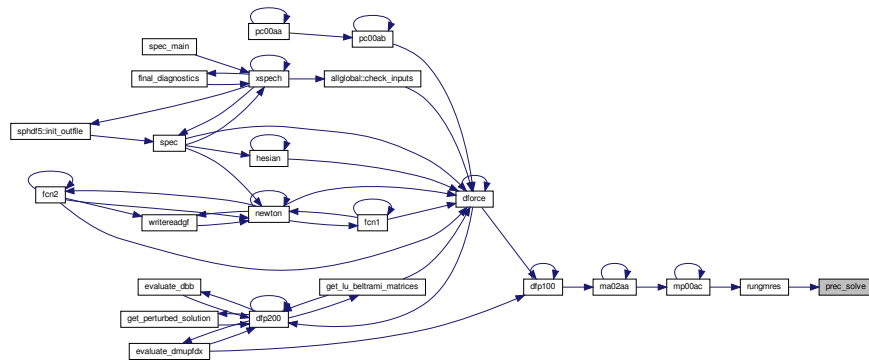 pc00aa
pc00ab
spec_main
final_diagnostics
xspech
allglobal::check_inputs
sphdf5::init_outfile
spec
hesian
fcn2
dforce
newton
writereadgf
fcn1
evaluate_dbb
get_lu_beltrami_matrices
dfp100
ma02aa
mp00ac
rungmres
prec_solve
get_perturbed_solution
dfp200
evaluate_dmupfdx